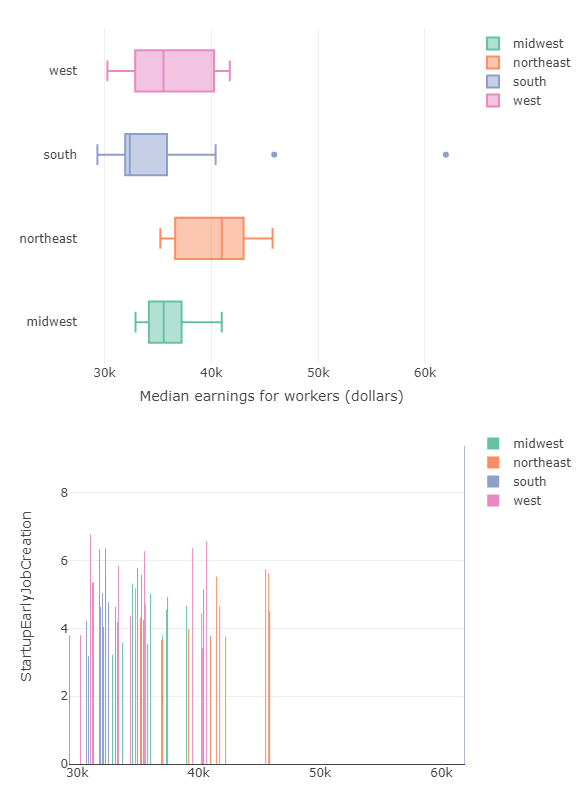 midwest
northeast
south
west
west
south
northeast
midwest
30k 40k 50k 60k
Median earnings for workers (dollars)
midwest
northeast
south
west
StartupEarlyJobCreation
8
6
4
2
0
30k 40k 50k 60k